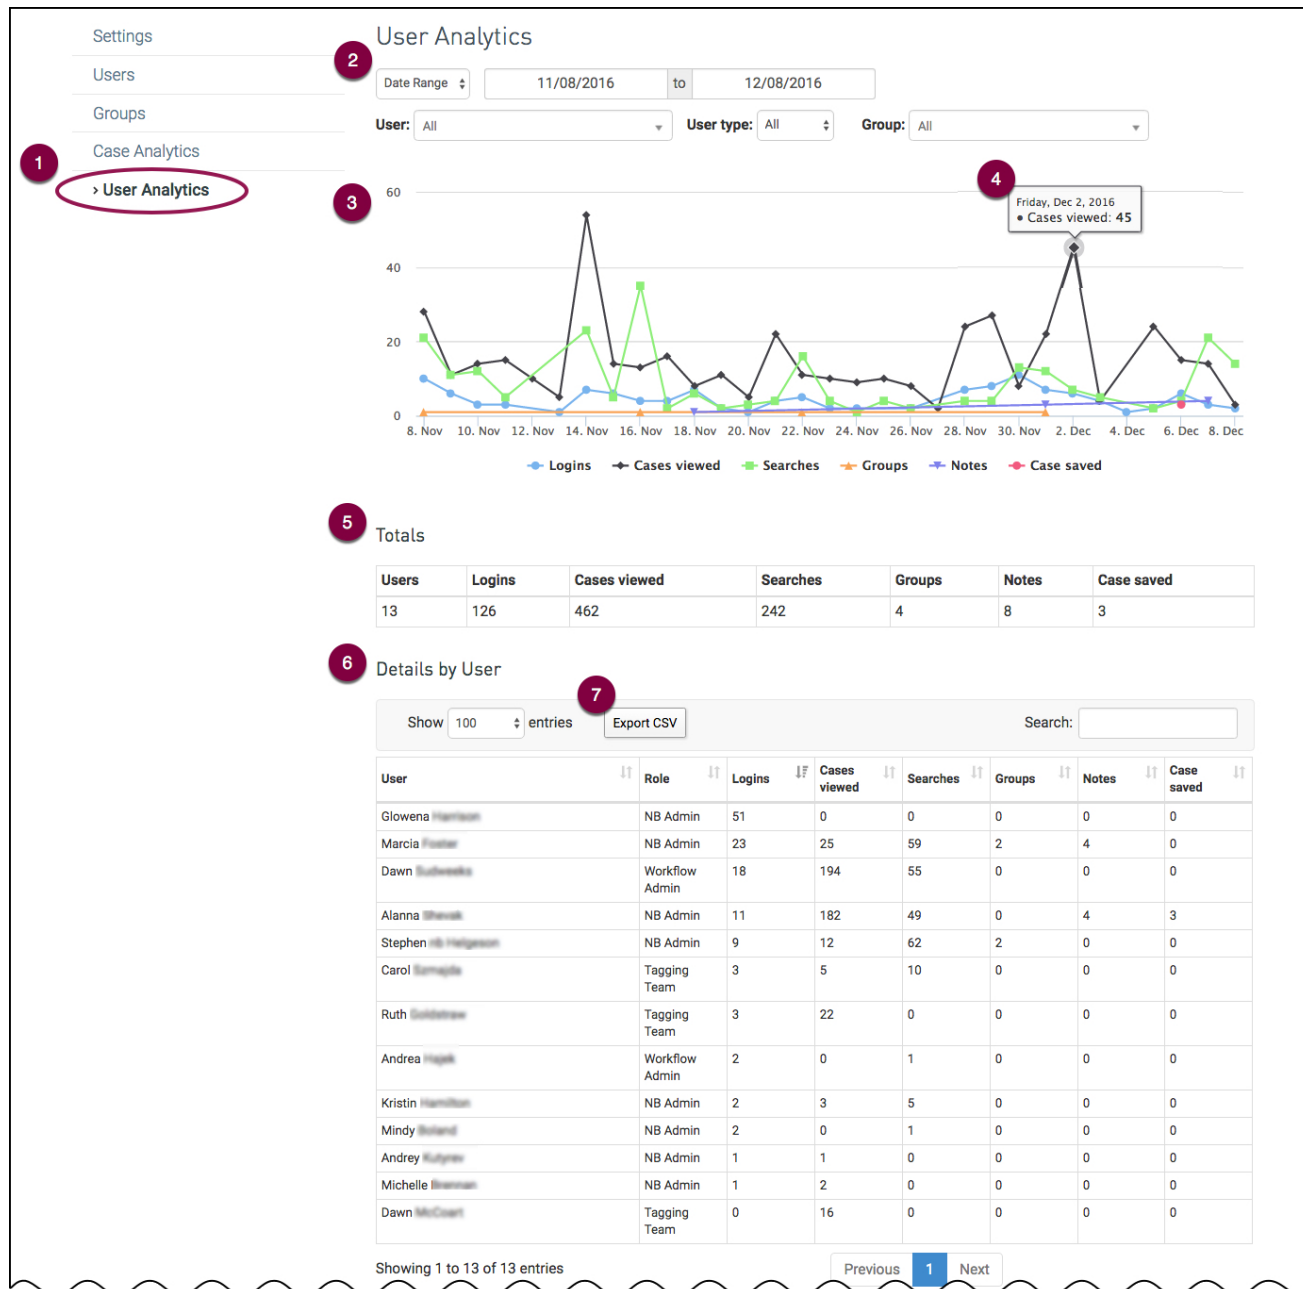 Settings
Users
Groups
Case Analytics
1
› User Analytics
User Analytics
2
Date Range 11/08/2016 to 12/08/2016
User: All User type: All Group: All
3
4
Friday, Dec 2, 2016
● Cases viewed: 45
60
40
20
0
8. Nov 10. Nov 12. Nov 14. Nov 16. Nov 18. Nov 20. Nov 22. Nov 24. Nov 26. Nov 28. Nov 30. Nov 2. Dec 4. Dec 6. Dec 8. Dec
Logins Cases viewed Searches Groups Notes Case saved
5
Totals
Users Logins Cases viewed Searches Groups Notes Case saved
13 126 462 242 4 8 3
6
Details by User
7
Show 100 entries Export CSV Search:
User Role Logins Cases viewed Searches Groups Notes Case saved
Glowena NB Admin 51 0 0 0 0 0
Marcia NB Admin 23 25 59 2 4 0
Dawn Workflow Admin 18 194 55 0 0 0
Alanna NB Admin 11 182 49 0 4 3
Stephen NB Admin 9 12 62 2 0 0
Carol Tagging Team 3 5 10 0 0 0
Ruth Tagging Team 3 22 0 0 0 0
Andrea Workflow Admin 2 0 1 0 0 0
Kristin NB Admin 2 3 5 0 0 0
Mindy NB Admin 2 0 1 0 0 0
Andrey NB Admin 1 1 0 0 0 0
Michelle NB Admin 1 2 0 0 0 0
Dawn Tagging Team 0 16 0 0 0 0
Showing 1 to 13 of 13 entries Previous 1 Next